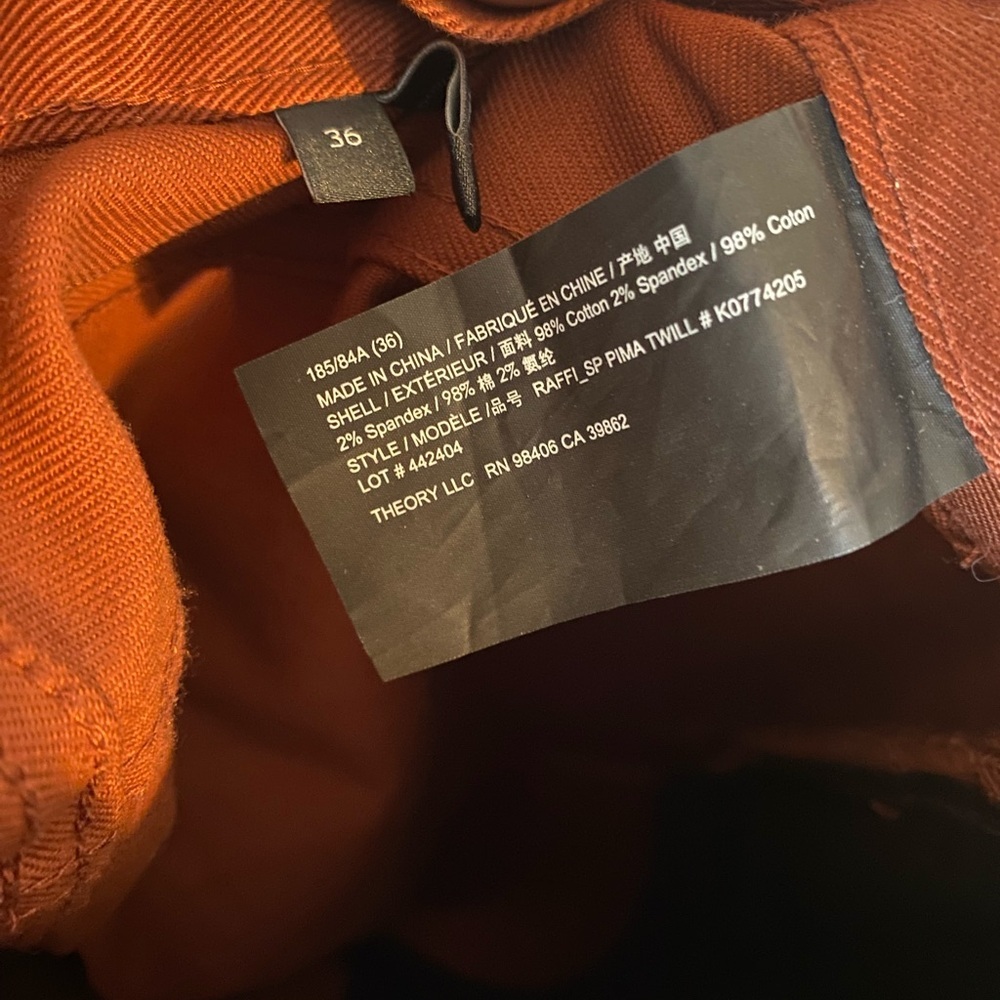 36
185/84A (36)
MADE IN CHINA / FABRIQUÉ EN CHINE / 产地 中国
SHELL / EXTÉRIEUR / 面料 98% Cotton 2% Spandex / 98% Coton
2% Spandex / 98% 棉 2% 氨纶
STYLE / MODÈLE /品号 RAFFI_SP PIMA TWILL # K0774205
LOT # 442404
THEORY LLC RN 98406 CA 39862